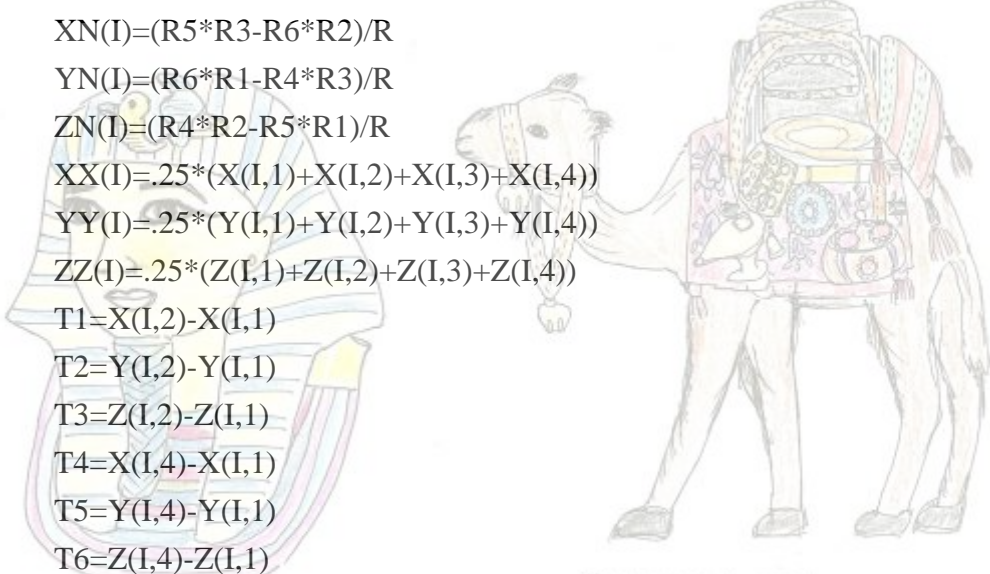 XN(I)=(R5*R3-R6*R2)/R
YN(I)=(R6*R1-R4*R3)/R
ZN(I)=(R4*R2-R5*R1)/R
XX(I)=.25*(X(I,1)+X(I,2)+X(I,3)+X(I,4))
YY(I)=.25*(Y(I,1)+Y(I,2)+Y(I,3)+Y(I,4))
ZZ(I)=.25*(Z(I,1)+Z(I,2)+Z(I,3)+Z(I,4))
T1=X(I,2)-X(I,1)
T2=Y(I,2)-Y(I,1)
T3=Z(I,2)-Z(I,1)
T4=X(I,4)-X(I,1)
T5=Y(I,4)-Y(I,1)
T6=Z(I,4)-Z(I,1)